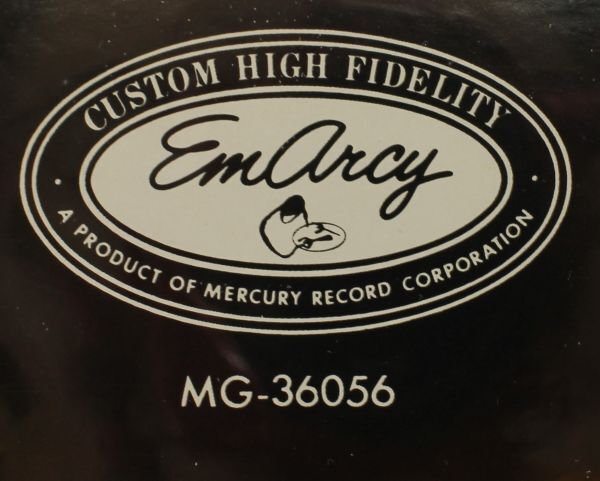 CUSTOM HIGH FIDELITY
EmArcy
A PRODUCT OF MERCURY RECORD CORPORATION
MG-36056